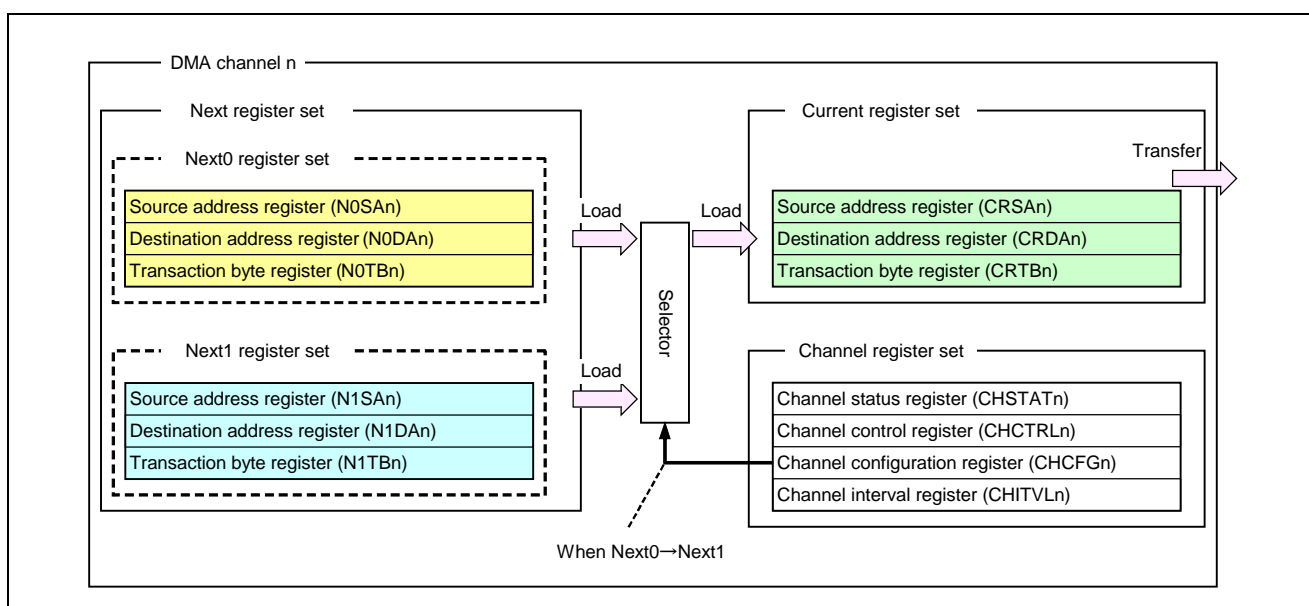 DMA channel n
Next register set
Next0 register set
Source address register (N0SAn)
Destination address register (N0DAn)
Transaction byte register (N0TBn)
Next1 register set
Source address register (N1SAn)
Destination address register (N1DAn)
Transaction byte register (N1TBn)
Load
Load
Selector
Load
When Next0→Next1
Current register set
Transfer
Source address register (CRSAn)
Destination address register (CRDAn)
Transaction byte register (CRTBn)
Channel register set
Channel status register (CHSTATn)
Channel control register (CHCTRLn)
Channel configuration register (CHCFGn)
Channel interval register (CHITVLn)